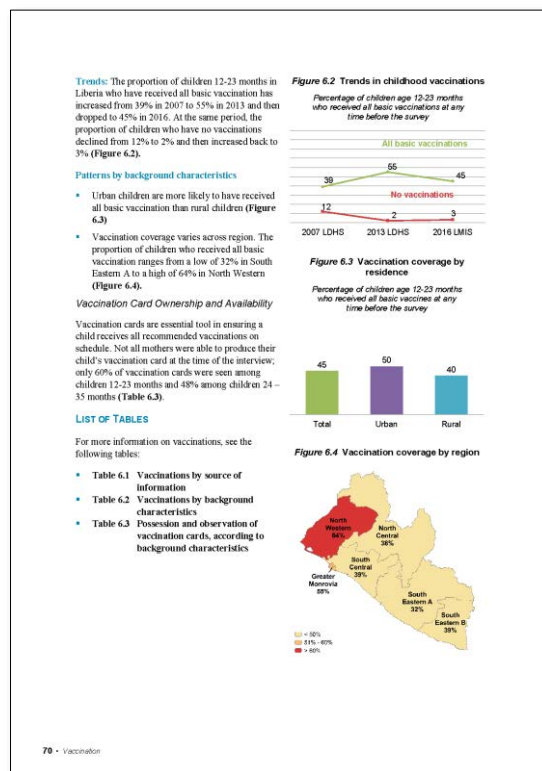 Trends: The proportion of children 12-23 months in
Liberia who have received all basic vaccination has
increased from 39% in 2007 to 55% in 2013 and then
dropped to 45% in 2016. At the same period, the
proportion of children who have no vaccinations
declined from 12% to 2% and then increased back to
3% (Figure 6.2).
Patterns by background characteristics
▪ Urban children are more likely to have received
all basic vaccination than rural children (Figure
6.3)
▪ Vaccination coverage varies across region. The
proportion of children who received all basic
vaccination ranges from a low of 32% in South
Eastern A to a high of 64% in North Western
(Figure 6.4).
Vaccination Card Ownership and Availability
Vaccination cards are essential tool in ensuring a
child receives all recommended vaccinations on
schedule. Not all mothers were able to produce their
child's vaccination card at the time of the interview;
only 60% of vaccination cards were seen among
children 12-23 months and 48% among children 24 –
35 months (Table 6.3).
LIST OF TABLES
For more information on vaccinations, see the
following tables:
▪ Table 6.1 Vaccinations by source of
information
▪ Table 6.2 Vaccinations by background
characteristics
▪ Table 6.3 Possession and observation of
vaccination cards, according to
background characteristics
Figure 6.2 Trends in childhood vaccinations
Percentage of children age 12-23 months
who received all basic vaccinations at any
time before the survey
All basic vaccinations
39
55
45
No vaccinations
12
2
3
2007 LDHS 2013 LDHS 2016 LMIS
Figure 6.3 Vaccination coverage by
residence
Percentage of children age 12-23 months
who received all basic vaccines at any
time before the survey
45
50
40
Total Urban Rural
Figure 6.4 Vaccination coverage by region
North
Western
64%
North
Central
38%
South
Central
39%
Greater
Monrovia
58%
South
Eastern A
32%
South
Eastern B
39%
< 50%
51% - 60%
> 60%
70 ▪ Vaccination